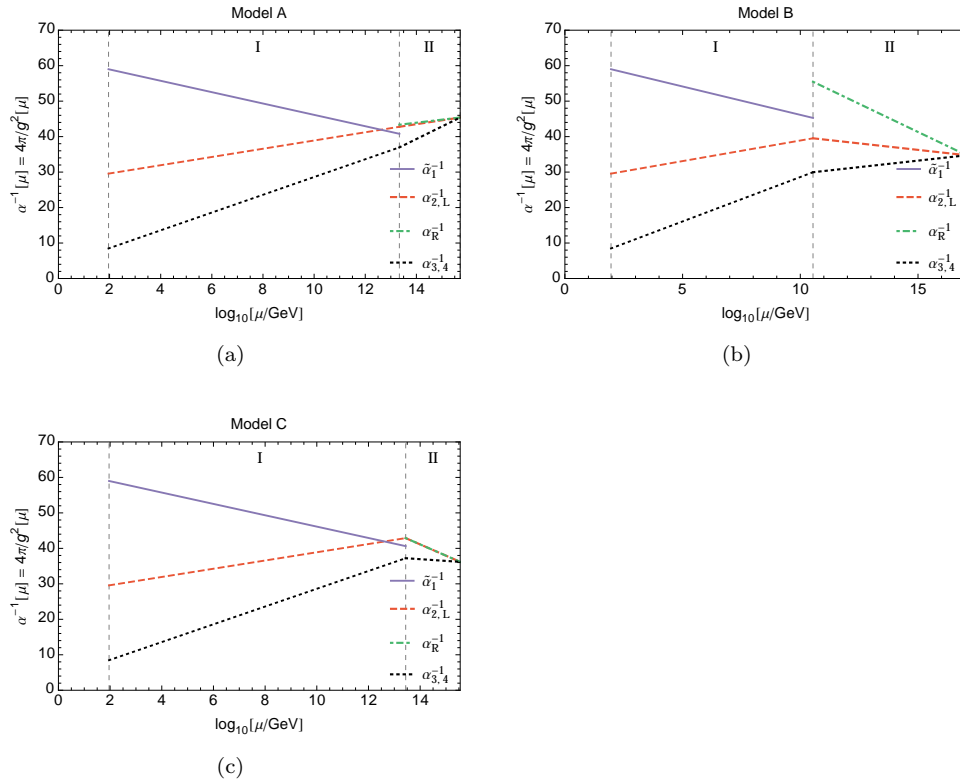 Model A
I II
α⁻¹[μ] = 4π/g²[μ]
70
60
50
40
30
20
10
0
α̃₁⁻¹
α₂,L⁻¹
α_R⁻¹
α₃,₄⁻¹
0 2 4 6 8 10 12 14
log₁₀[μ/GeV]
(a)
Model B
I II
α⁻¹[μ] = 4π/g²[μ]
70
60
50
40
30
20
10
0
α̃₁⁻¹
α₂,L⁻¹
α_R⁻¹
α₃,₄⁻¹
0 5 10 15
log₁₀[μ/GeV]
(b)
Model C
I II
α⁻¹[μ] = 4π/g²[μ]
70
60
50
40
30
20
10
0
α̃₁⁻¹
α₂,L⁻¹
α_R⁻¹
α₃,₄⁻¹
0 2 4 6 8 10 12 14
log₁₀[μ/GeV]
(c)